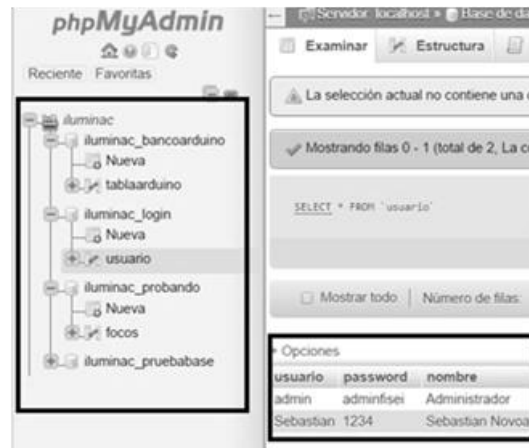 phpMyAdmin
Reciente Favoritas
iluminac
iluminac_bancoarduino
Nueva
tablaarduino
iluminac_login
Nueva
usuario
iluminac_probando
Nueva
focos
iluminac_pruebabase
Servidor: localhost » Base de da
Examinar Estructura
La selección actual no contiene una
Mostrando filas 0 - 1 (total de 2, La co
SELECT * FROM `usuario`
Mostrar todo Número de filas:
Opciones
usuario password nombre
admin adminfisei Administrador
Sebastian 1234 Sebastian Novoa